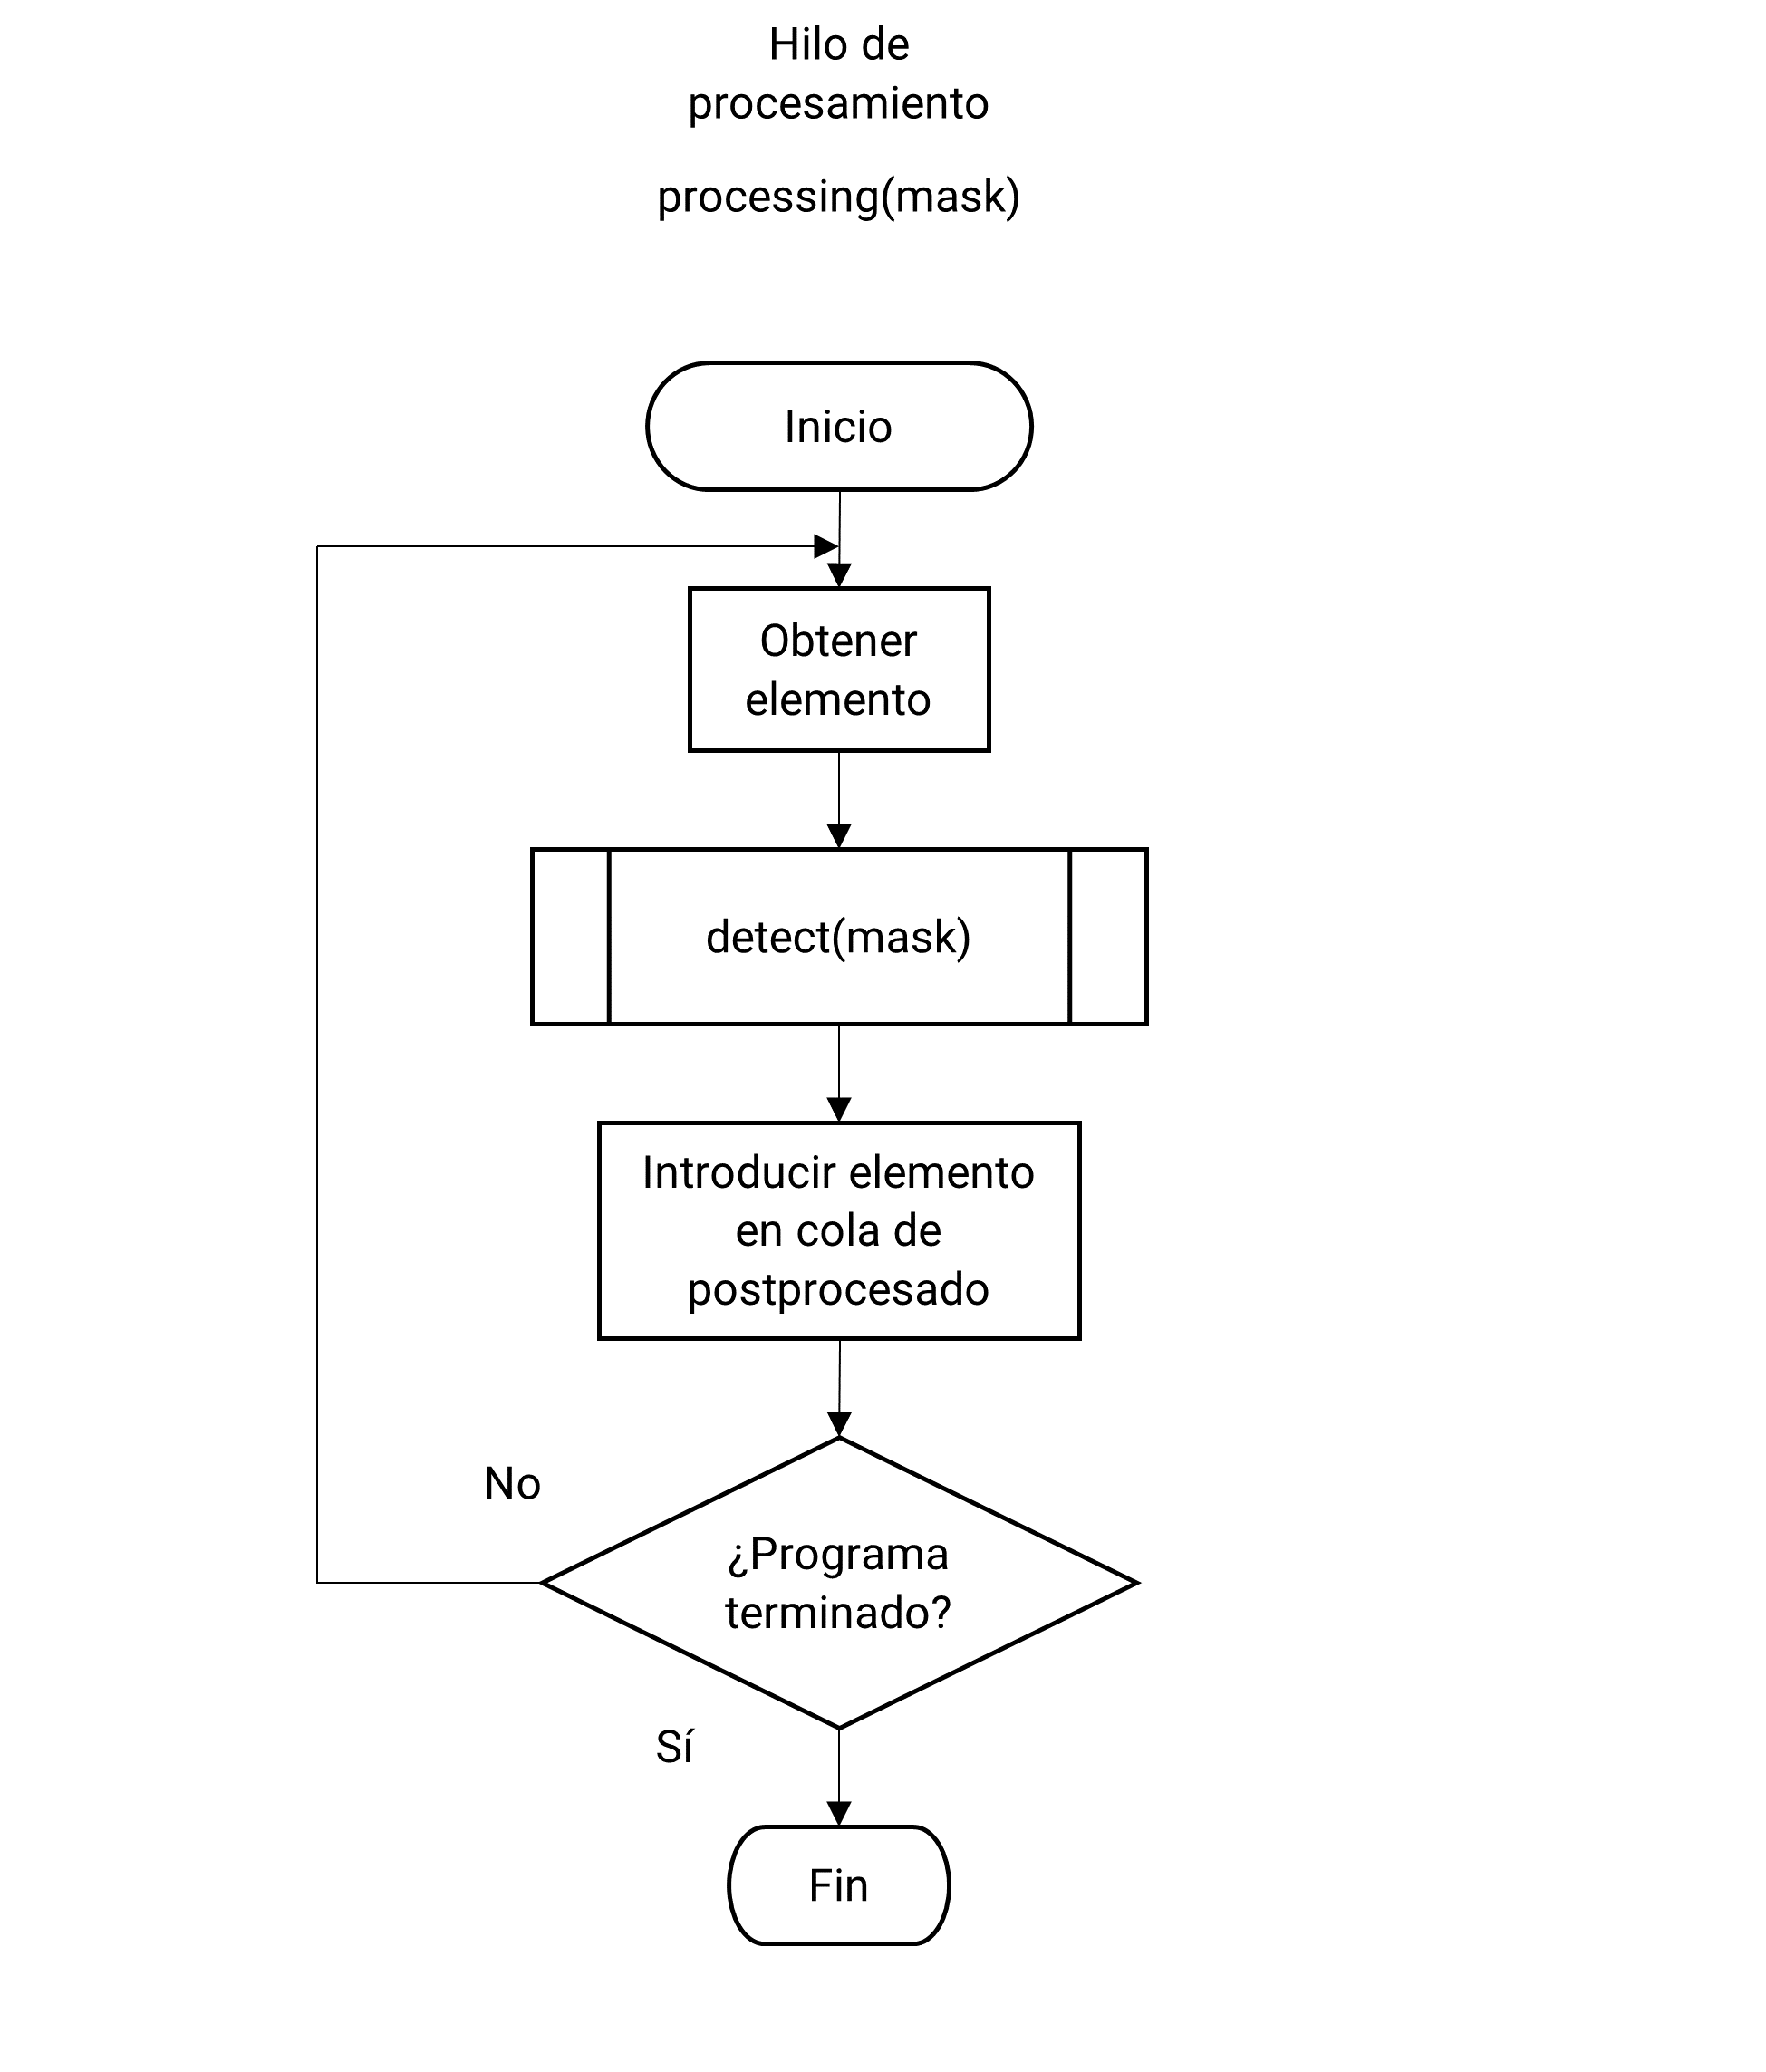 Hilo de
procesamiento
processing(mask)
Inicio
Obtener
elemento
detect(mask)
Introducir elemento
en cola de
postprocesado
No
¿Programa
terminado?
Sí
Fin